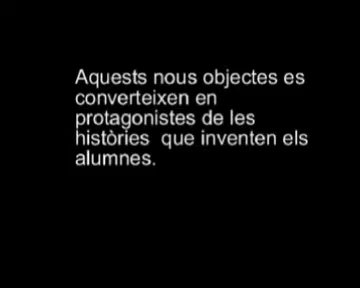 Aquests nous objectes es
converteixen en
protagonistes de les
històries  que inventen els
alumnes.